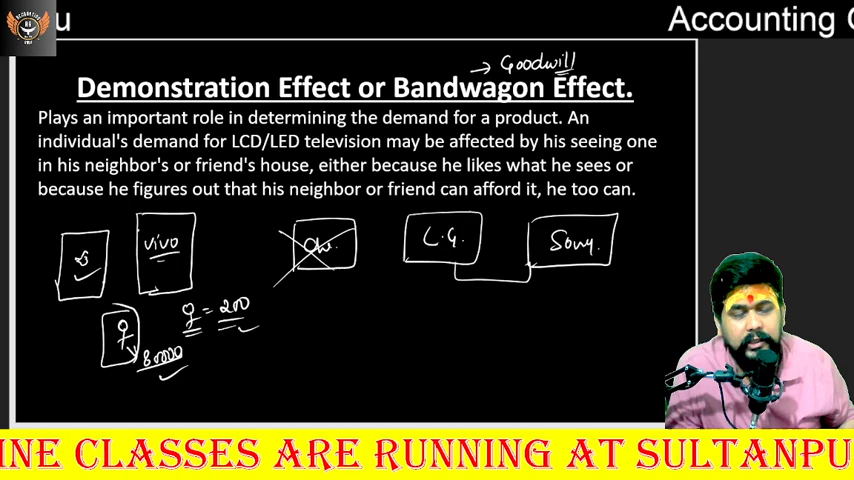 Accounting
→ Goodwill
Demonstration Effect or Bandwagon Effect.
Plays an important role in determining the demand for a product. An
individual's demand for LCD/LED television may be affected by his seeing one
in his neighbor's or friend's house, either because he likes what he sees or
because he figures out that his neighbor or friend can afford it, he too can.
vivo
L.G.
Sony.
= 200
80000
INE CLASSES ARE RUNNING AT SULTANPU